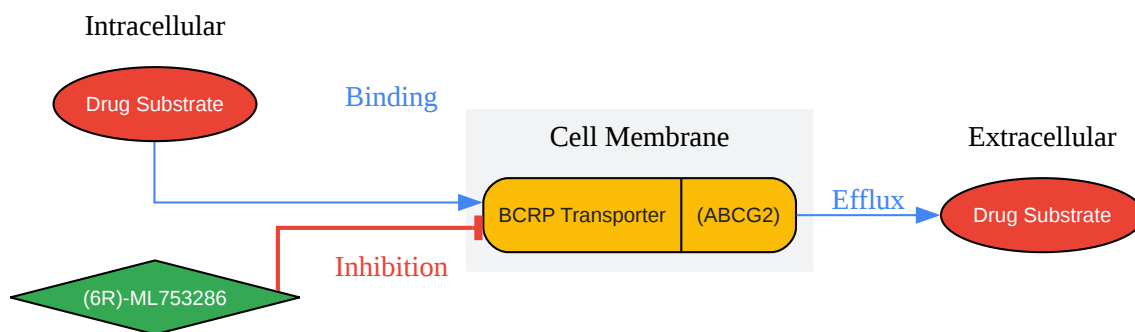 Intracellular
Drug Substrate
Binding
Cell Membrane
Extracellular
BCRP Transporter
(ABCG2)
Efflux
Drug Substrate
Inhibition
(6R)-ML753286